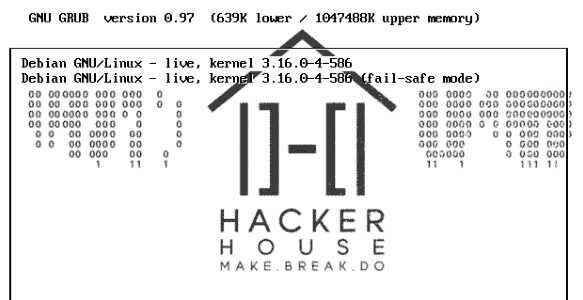 GNU GRUB version 0.97 (639K lower / 1047488K upper memory)
Debian GNU/Linux - live, kernel 3.16.0-4-586
Debian GNU/Linux - live, kernel 3.16.0-4-586 (fail-safe mode)
HACKER
HOUSE
MAKE.BREAK.DO